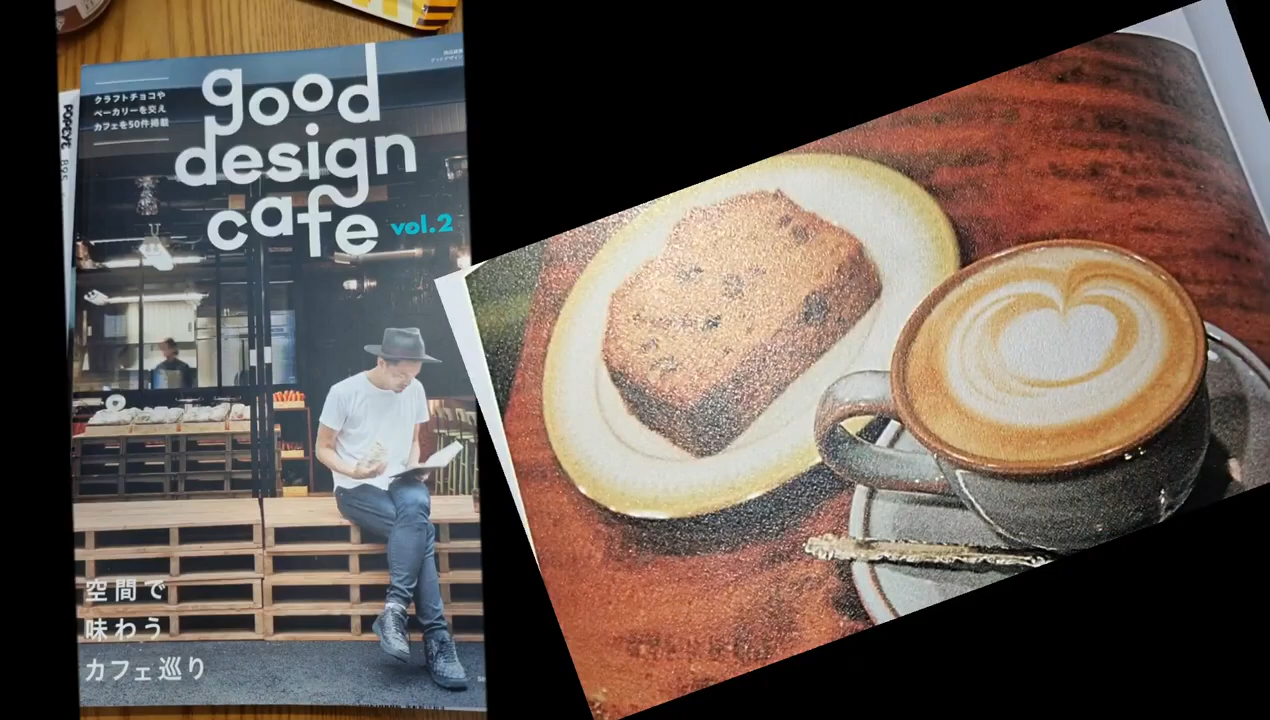 クラフトチョコや
ベーカリーを交え
カフェを50件掲載
good
design
cafe
vol.2
POPEYE
空間で
味わう
カフェ巡り